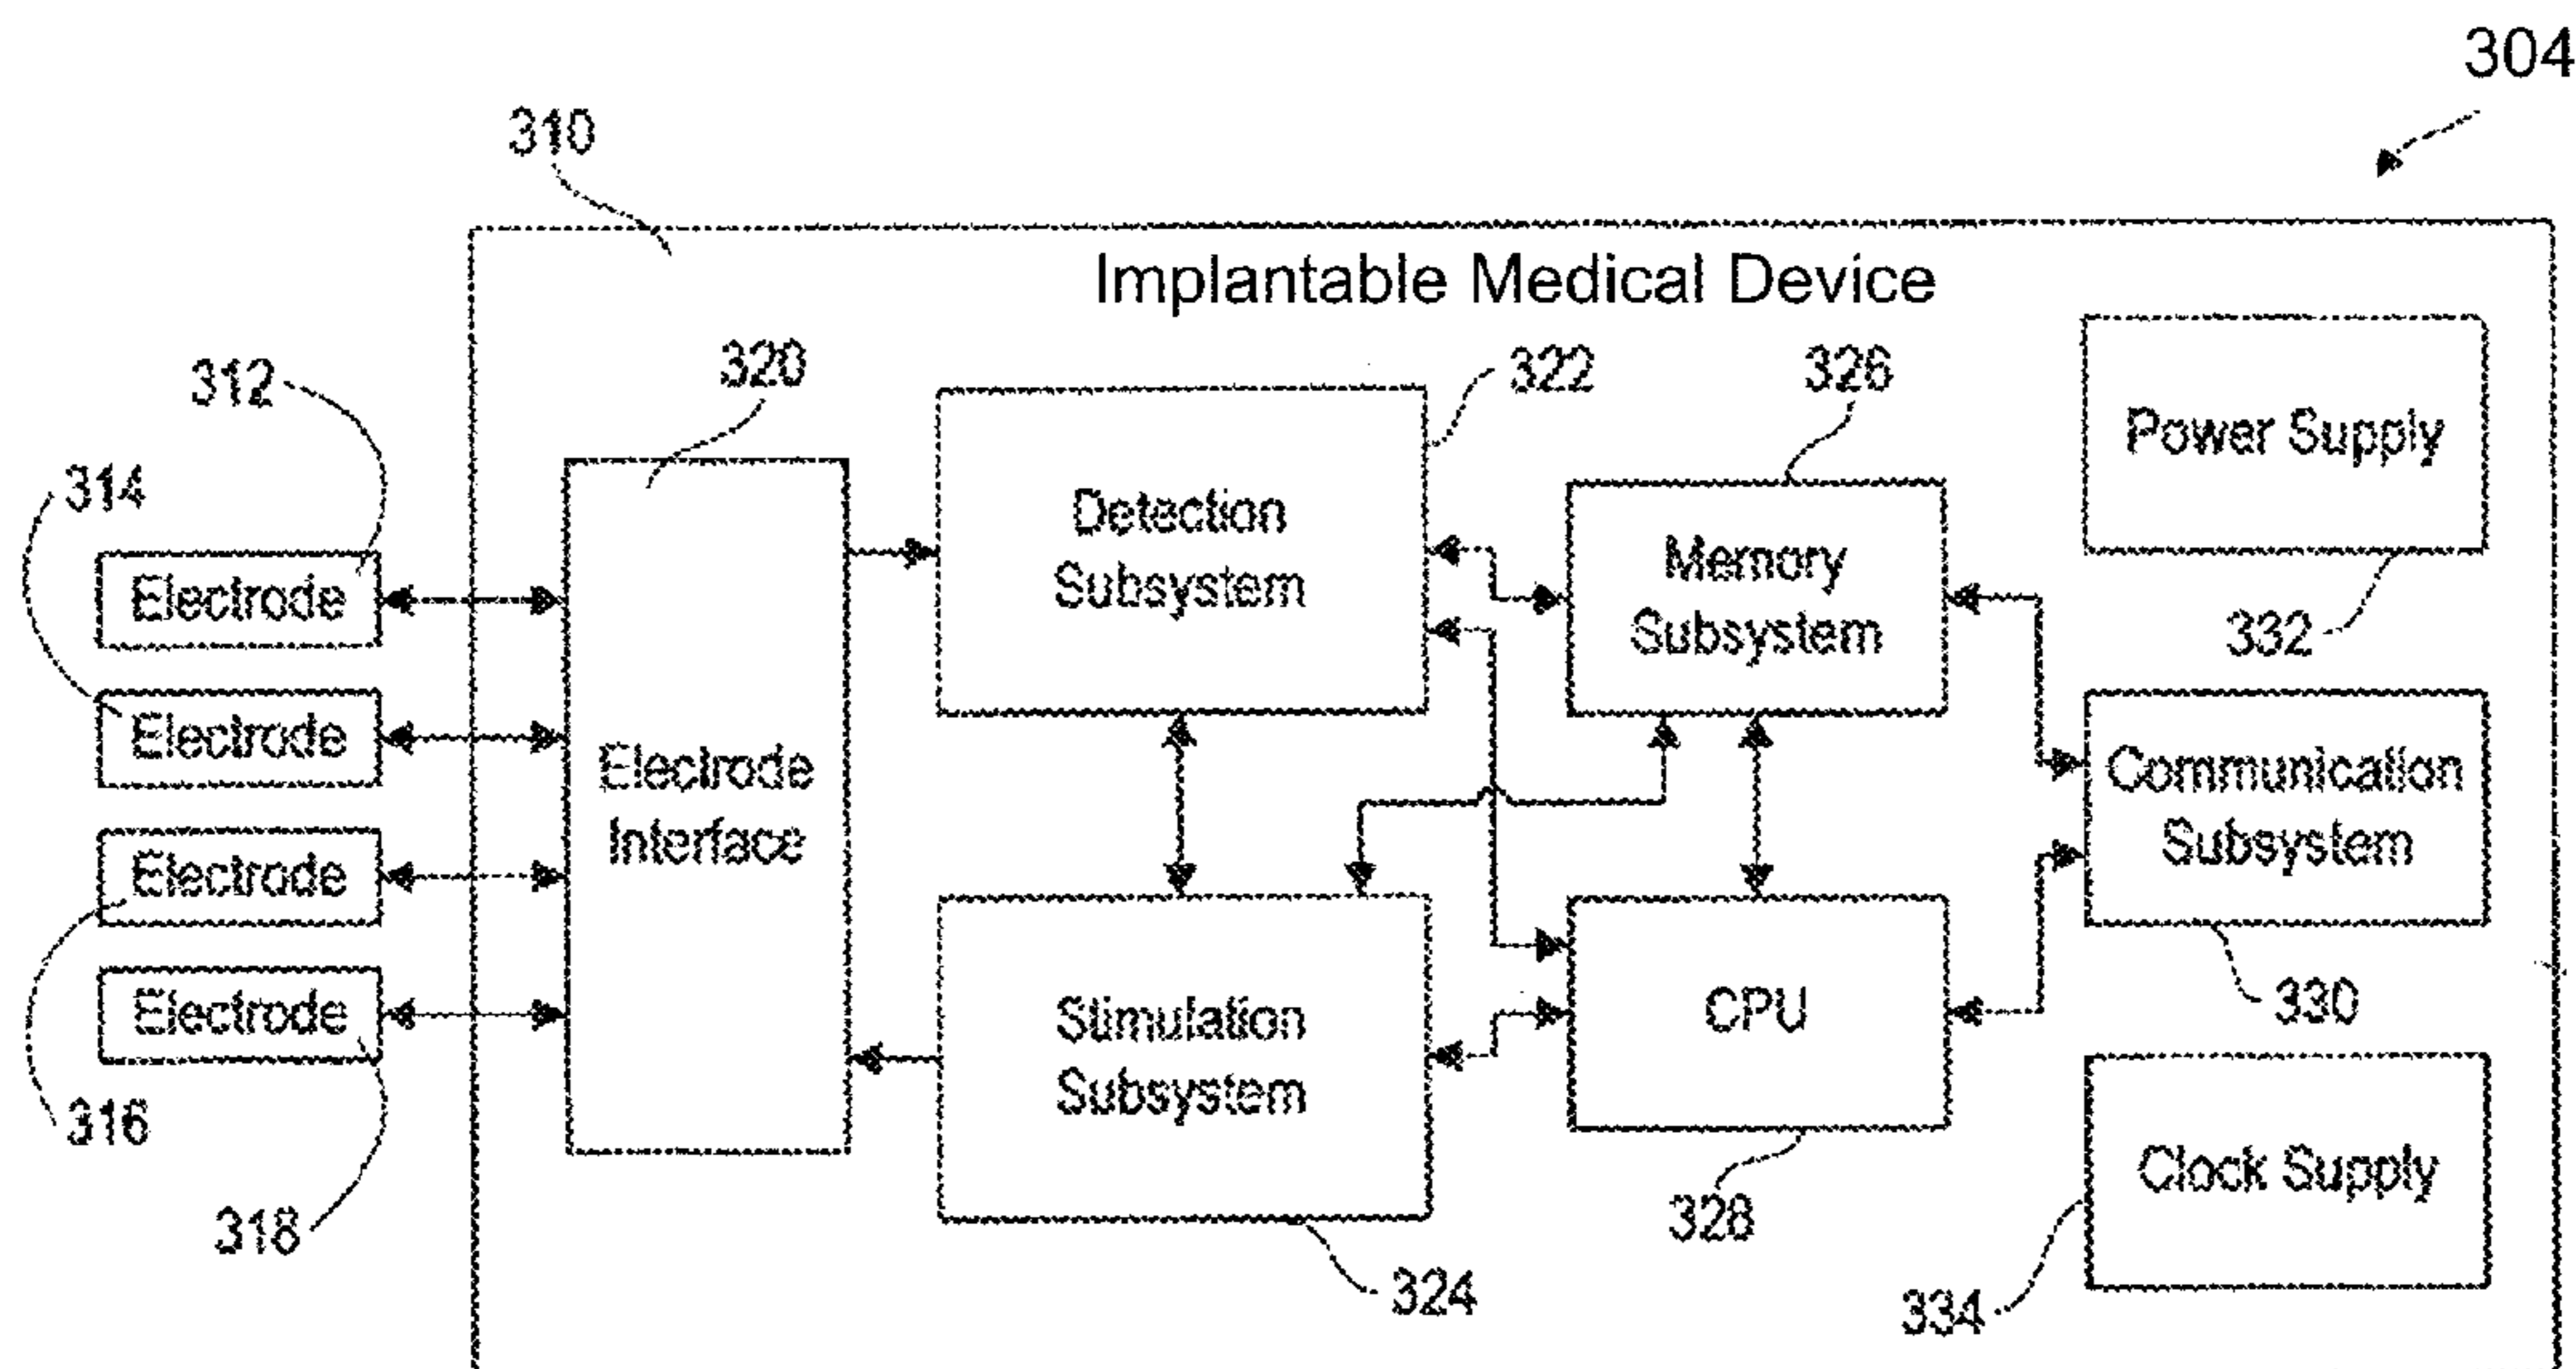 304
310
Implantable Medical Device
312
320
322
326
Power Supply
314
Detection
Subsystem
Memory
Subsystem
332
Electrode
Electrode
Electrode
Electrode
Electrode
Interface
Communication
Subsystem
330
Stimulation
Subsystem
CPU
316
318
328
Clock Supply
324
334